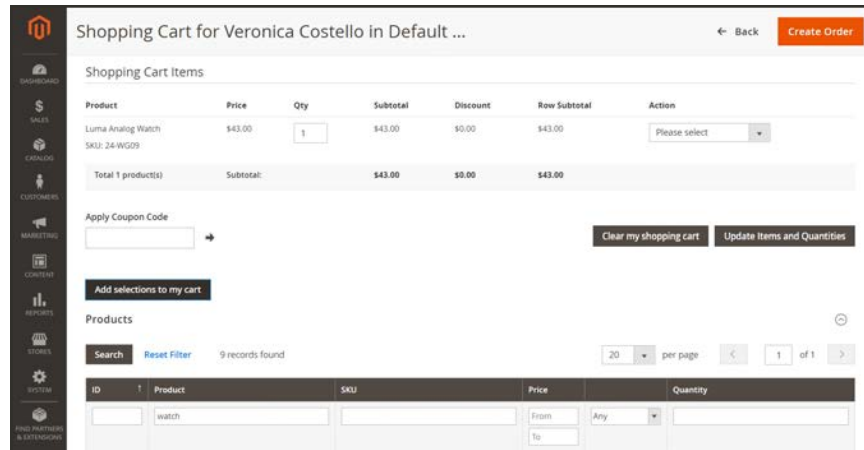 Shopping Cart for Veronica Costello in Default ...
← Back
Create Order
DASHBOARD
SALES
CATALOG
CUSTOMERS
MARKETING
CONTENT
REPORTS
STORES
SYSTEM
FIND PARTNERS
& EXTENSIONS
Shopping Cart Items
Product Price Qty Subtotal Discount Row Subtotal Action
Luma Analog Watch $43.00 1 $43.00 $0.00 $43.00 Please select
SKU: 24-WG09
Total 1 product(s) Subtotal: $43.00 $0.00 $43.00
Apply Coupon Code
Clear my shopping cart Update Items and Quantities
Add selections to my cart
Products
Search Reset Filter 9 records found 20 per page 1 of 1
ID ↑ Product SKU Price Quantity
watch From Any
To